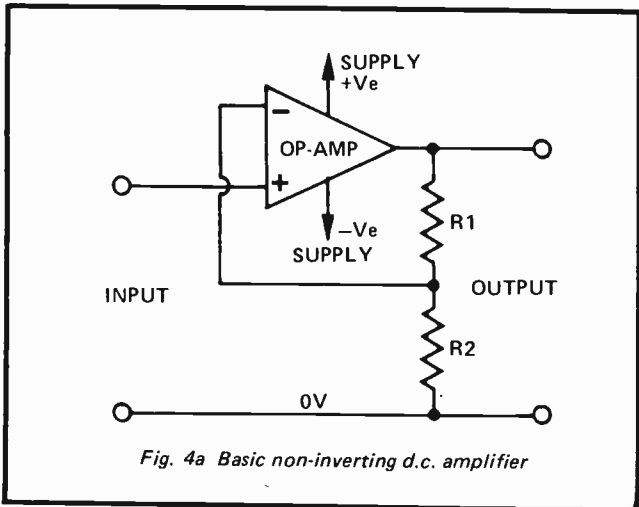 SUPPLY
+Ve
−
OP-AMP
+
−Ve
SUPPLY
R1
INPUT
OUTPUT
R2
0V
Fig. 4a Basic non-inverting d.c. amplifier